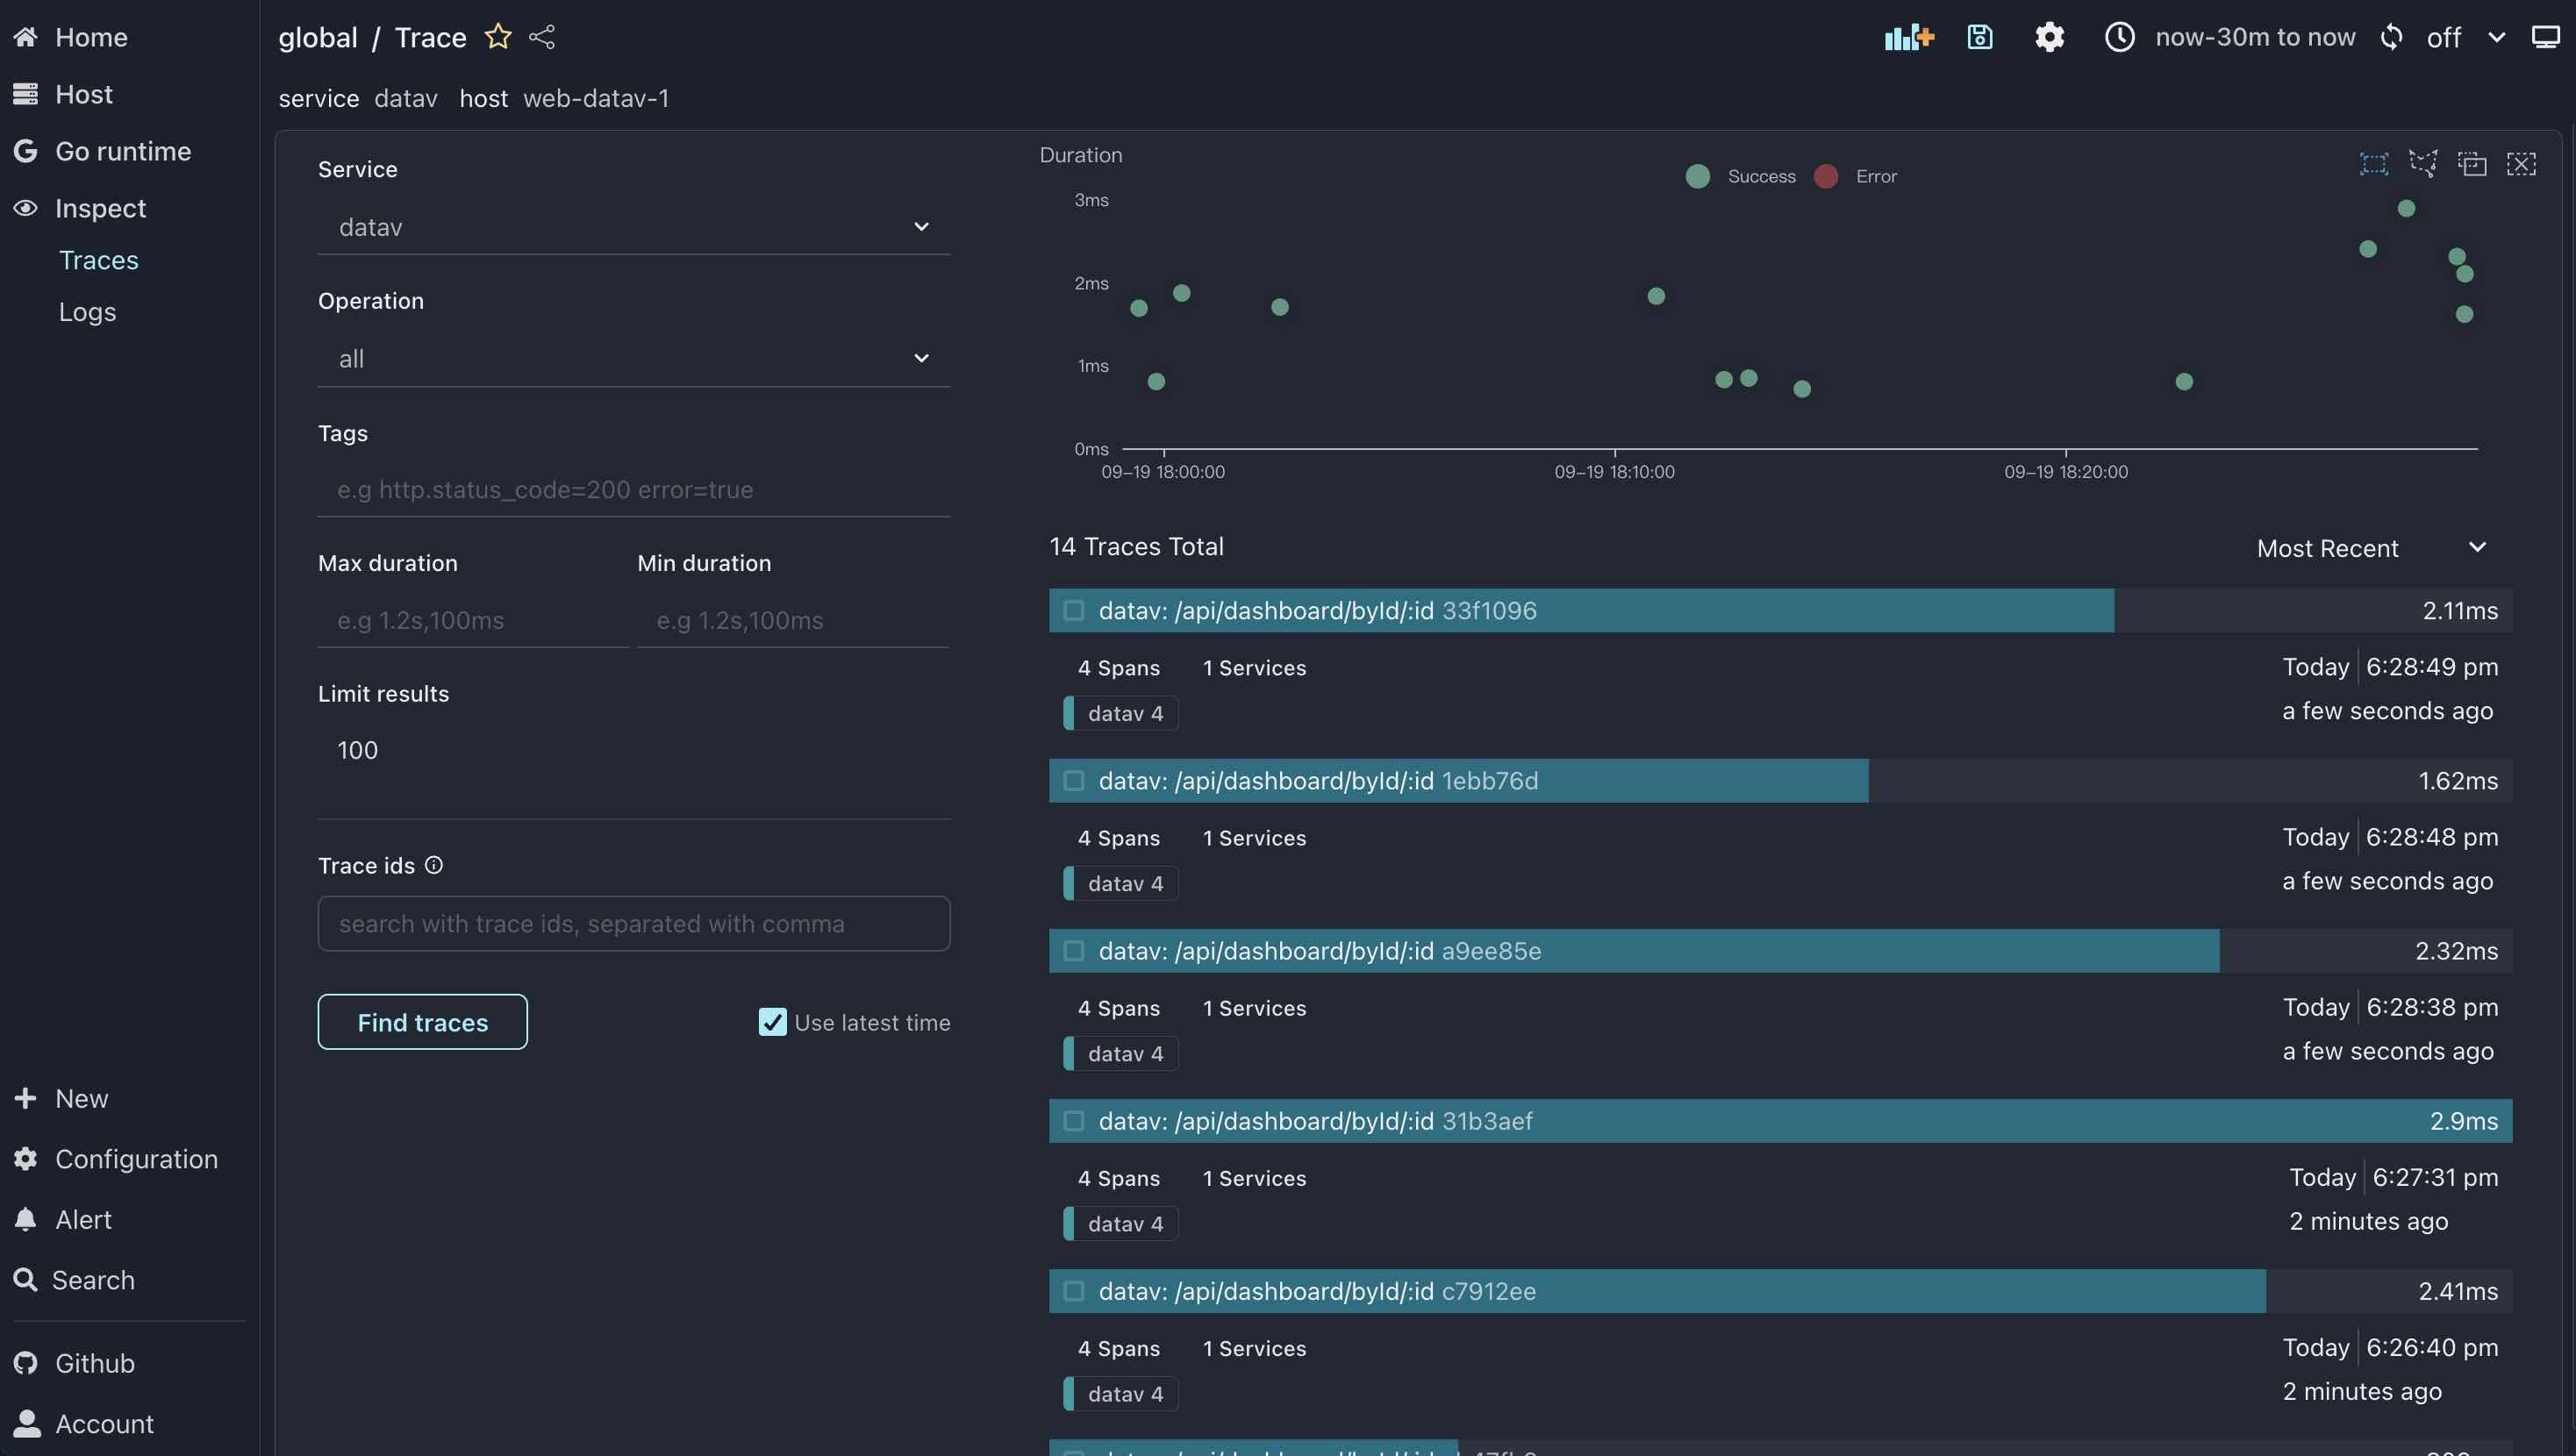 Home
Host
Go runtime
Inspect
Traces
Logs
New
Configuration
Alert
Search
Github
Account
global / Trace
now-30m to now off
service datav host web-datav-1
Service
datav
Operation
all
Tags
e.g http.status_code=200 error=true
Max duration Min duration
e.g 1.2s,100ms e.g 1.2s,100ms
Limit results
100
Trace ids
search with trace ids, separated with comma
Find traces Use latest time
Duration
Success Error
3ms
2ms
1ms
0ms
09-19 18:00:00 09-19 18:10:00 09-19 18:20:00
14 Traces Total Most Recent
datav: /api/dashboard/byId/:id 33f1096 2.11ms
4 Spans 1 Services Today 6:28:49 pm
datav 4 a few seconds ago
datav: /api/dashboard/byId/:id 1ebb76d 1.62ms
4 Spans 1 Services Today 6:28:48 pm
datav 4 a few seconds ago
datav: /api/dashboard/byId/:id a9ee85e 2.32ms
4 Spans 1 Services Today 6:28:38 pm
datav 4 a few seconds ago
datav: /api/dashboard/byId/:id 31b3aef 2.9ms
4 Spans 1 Services Today 6:27:31 pm
datav 4 2 minutes ago
datav: /api/dashboard/byId/:id c7912ee 2.41ms
4 Spans 1 Services Today 6:26:40 pm
datav 4 2 minutes ago